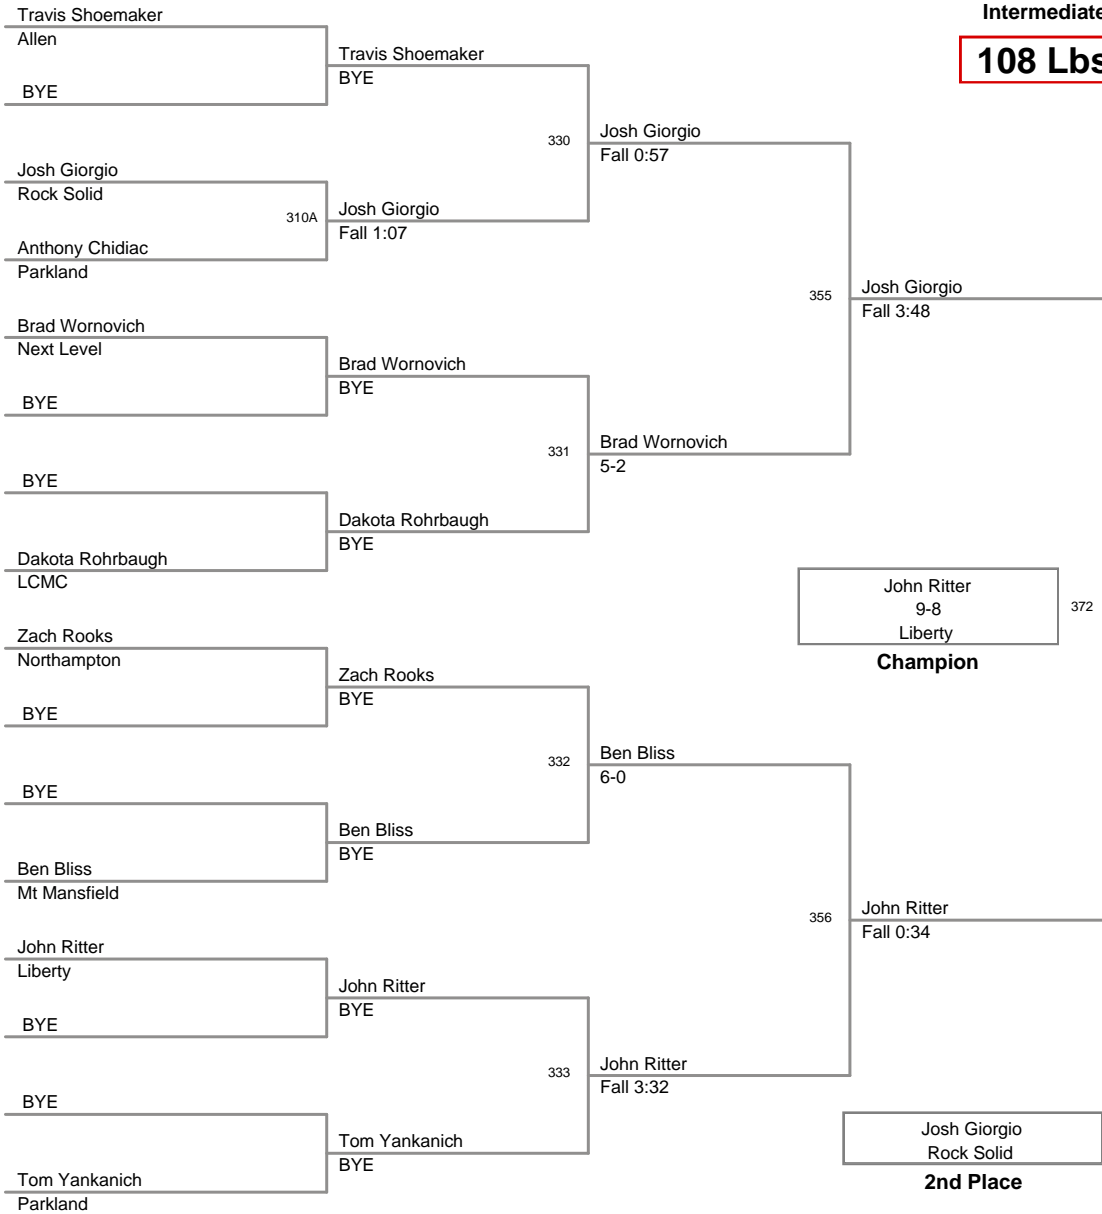 Travis Shoemaker
Allen
BYE
Josh Giorgio
Rock Solid
Anthony Chidiac
Parkland
Brad Wornovich
Next Level
BYE
BYE
Dakota Rohrbaugh
LCMC
Zach Rooks
Northampton
BYE
BYE
Ben Bliss
Mt Mansfield
John Ritter
Liberty
BYE
BYE
Tom Yankanich
Parkland
310A
Travis Shoemaker
BYE
Josh Giorgio
Fall 1:07
Brad Wornovich
BYE
Dakota Rohrbaugh
BYE
Zach Rooks
BYE
Ben Bliss
BYE
John Ritter
BYE
Tom Yankanich
BYE
330
331
332
333
Josh Giorgio
Fall 0:57
Brad Wornovich
5-2
Ben Bliss
6-0
John Ritter
Fall 3:32
355
356
Josh Giorgio
Fall 3:48
John Ritter
Fall 0:34
Intermediate
108 Lbs
John Ritter
9-8
Liberty
Champion
372
Josh Giorgio
Rock Solid
2nd Place